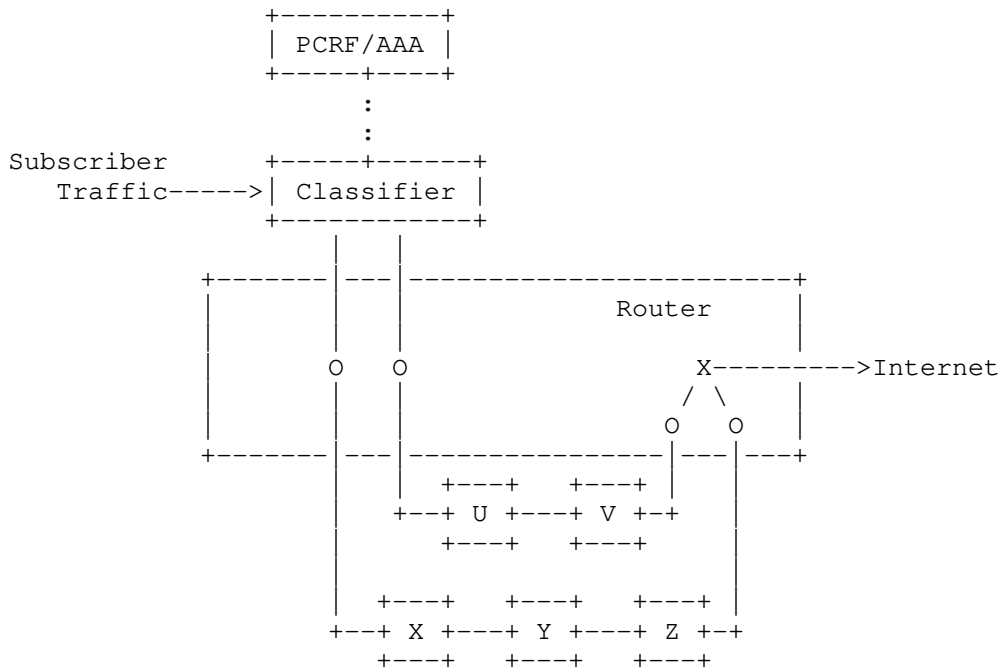 PCRF/AAA
Subscriber
Traffic----->| Classifier |
Router
O O X--------->Internet
O O
U V
X Y Z